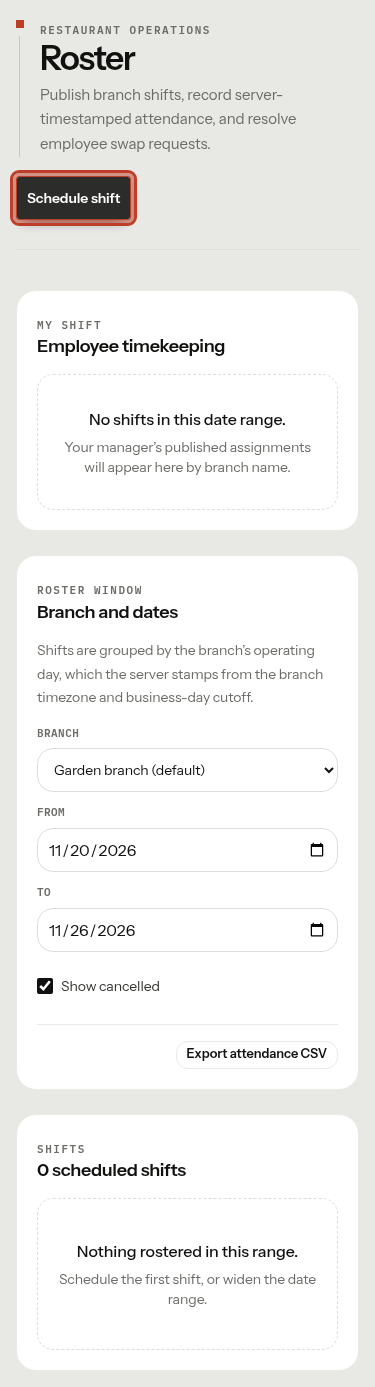 RESTAURANT OPERATIONS
Roster
Publish branch shifts, record server-
timestamped attendance, and resolve
employee swap requests.
Schedule shift
MY SHIFT
Employee timekeeping
No shifts in this date range.
Your manager's published assignments
will appear here by branch name.
ROSTER WINDOW
Branch and dates
Shifts are grouped by the branch's operating
day, which the server stamps from the branch
timezone and business-day cutoff.
BRANCH
Garden branch (default)
FROM
11/20/2026
TO
11/26/2026
Show cancelled
Export attendance CSV
SHIFTS
0 scheduled shifts
Nothing rostered in this range.
Schedule the first shift, or widen the date
range.